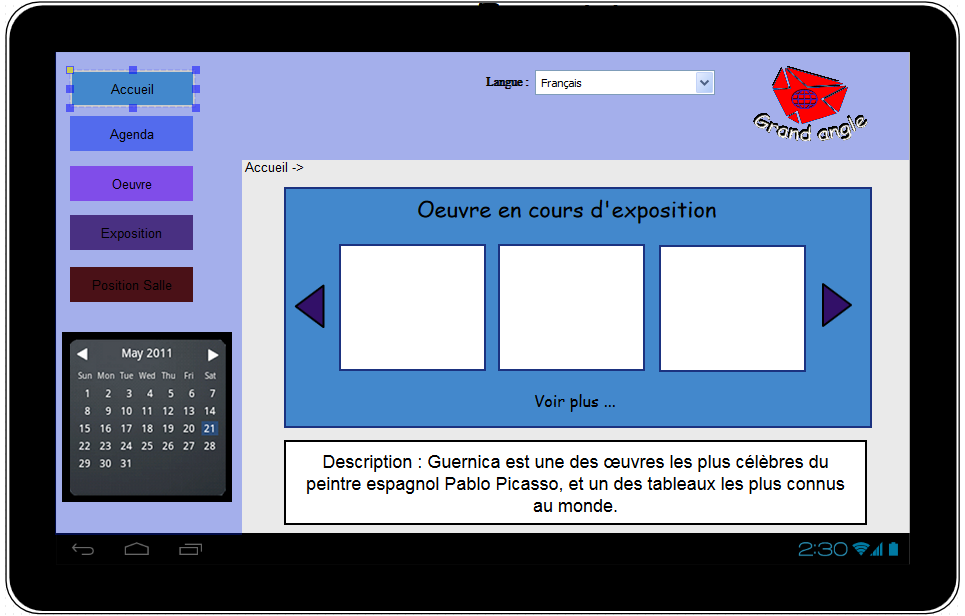 Accueil
Agenda
Oeuvre
Exposition
Position Salle
May 2011
Sun Mon Tue Wed Thu Fri Sat
1 2 3 4 5 6 7
8 9 10 11 12 13 14
15 16 17 18 19 20 21
22 23 24 25 26 27 28
29 30 31
Langue : Français
Grand angle
Accueil ->
Oeuvre en cours d'exposition
Voir plus ...
Description : Guernica est une des œuvres les plus célèbres du
peintre espagnol Pablo Picasso, et un des tableaux les plus connus
au monde.
2:30